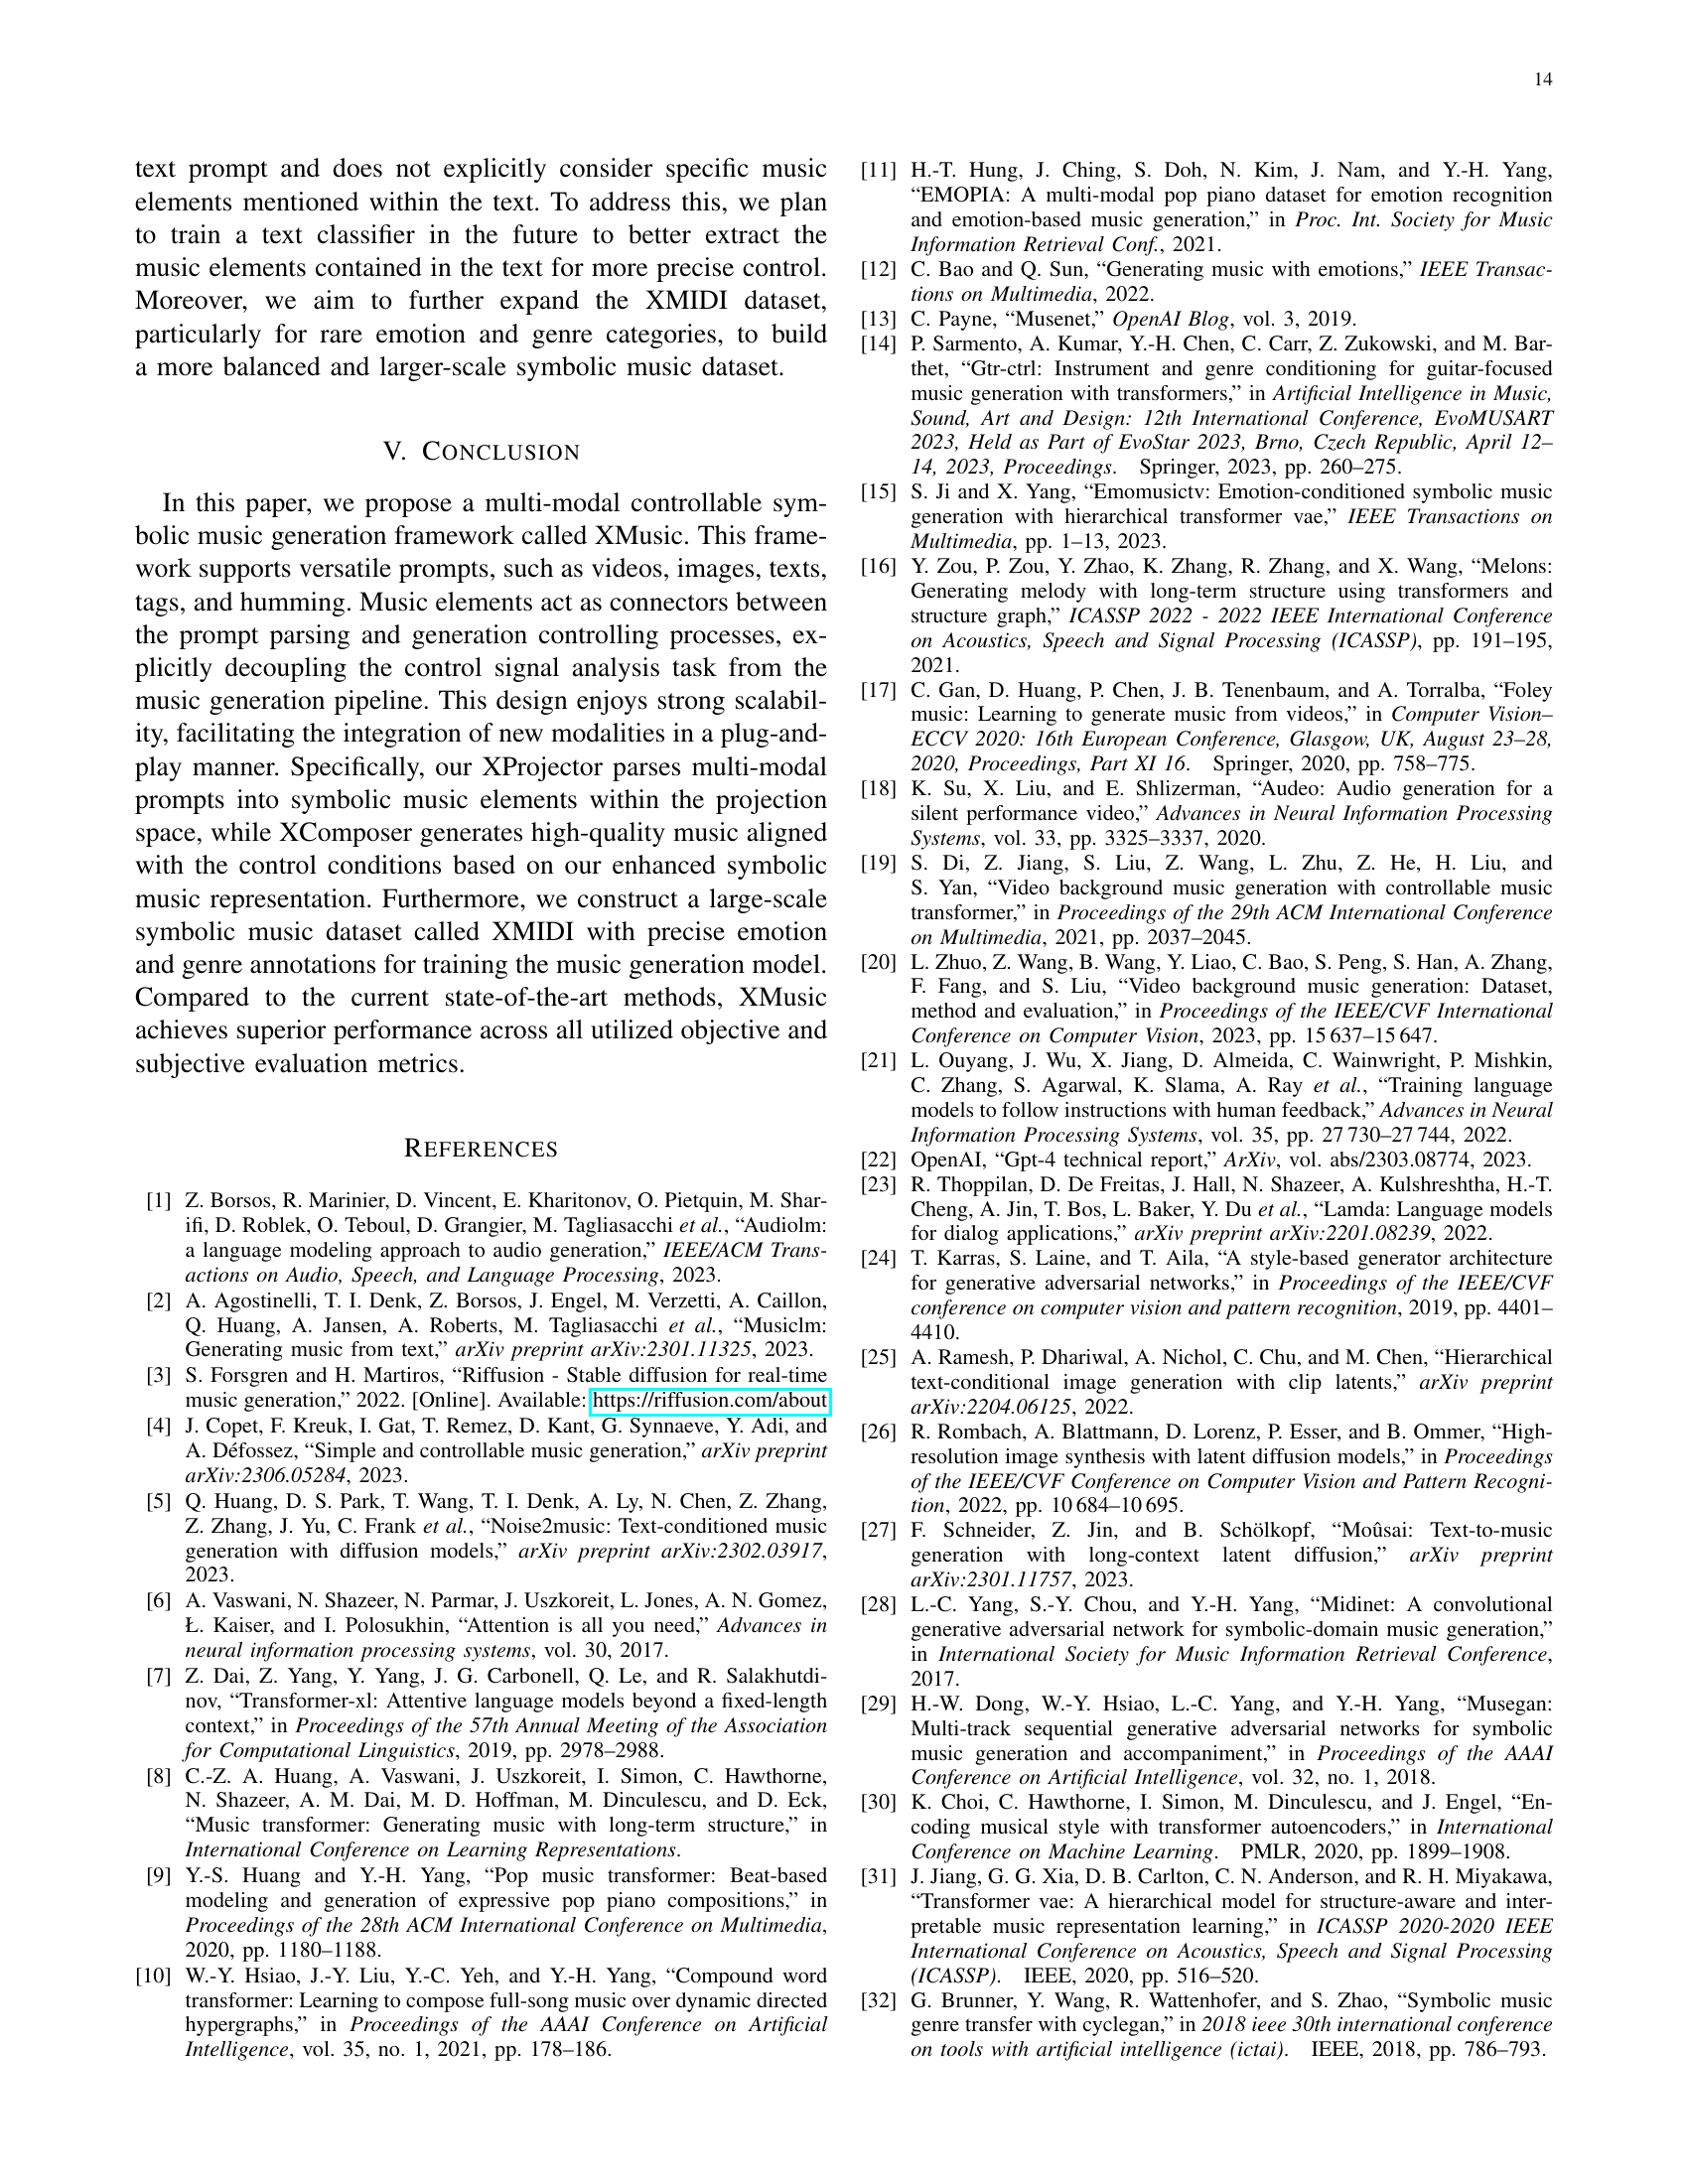 14
text prompt and does not explicitly consider specific music
elements mentioned within the text. To address this, we plan
to train a text classifier in the future to better extract the
music elements contained in the text for more precise control.
Moreover, we aim to further expand the XMIDI dataset,
particularly for rare emotion and genre categories, to build
a more balanced and larger-scale symbolic music dataset.
V. CONCLUSION
In this paper, we propose a multi-modal controllable sym-
bolic music generation framework called XMusic. This frame-
work supports versatile prompts, such as videos, images, texts,
tags, and humming. Music elements act as connectors between
the prompt parsing and generation controlling processes, ex-
plicitly decoupling the control signal analysis task from the
music generation pipeline. This design enjoys strong scalabil-
ity, facilitating the integration of new modalities in a plug-and-
play manner. Specifically, our XProjector parses multi-modal
prompts into symbolic music elements within the projection
space, while XComposer generates high-quality music aligned
with the control conditions based on our enhanced symbolic
music representation. Furthermore, we construct a large-scale
symbolic music dataset called XMIDI with precise emotion
and genre annotations for training the music generation model.
Compared to the current state-of-the-art methods, XMusic
achieves superior performance across all utilized objective and
subjective evaluation metrics.
REFERENCES
[1] Z. Borsos, R. Marinier, D. Vincent, E. Kharitonov, O. Pietquin, M. Shar-
ifi, D. Roblek, O. Teboul, D. Grangier, M. Tagliasacchi et al., “Audiolm:
a language modeling approach to audio generation,” IEEE/ACM Trans-
actions on Audio, Speech, and Language Processing, 2023.
[2] A. Agostinelli, T. I. Denk, Z. Borsos, J. Engel, M. Verzetti, A. Caillon,
Q. Huang, A. Jansen, A. Roberts, M. Tagliasacchi et al., “Musiclm:
Generating music from text,” arXiv preprint arXiv:2301.11325, 2023.
[3] S. Forsgren and H. Martiros, “Riffusion - Stable diffusion for real-time
music generation,” 2022. [Online]. Available: https://riffusion.com/about
[4] J. Copet, F. Kreuk, I. Gat, T. Remez, D. Kant, G. Synnaeve, Y. Adi, and
A. Défossez, “Simple and controllable music generation,” arXiv preprint
arXiv:2306.05284, 2023.
[5] Q. Huang, D. S. Park, T. Wang, T. I. Denk, A. Ly, N. Chen, Z. Zhang,
Z. Zhang, J. Yu, C. Frank et al., “Noise2music: Text-conditioned music
generation with diffusion models,” arXiv preprint arXiv:2302.03917,
2023.
[6] A. Vaswani, N. Shazeer, N. Parmar, J. Uszkoreit, L. Jones, A. N. Gomez,
Ł. Kaiser, and I. Polosukhin, “Attention is all you need,” Advances in
neural information processing systems, vol. 30, 2017.
[7] Z. Dai, Z. Yang, Y. Yang, J. G. Carbonell, Q. Le, and R. Salakhutdi-
nov, “Transformer-xl: Attentive language models beyond a fixed-length
context,” in Proceedings of the 57th Annual Meeting of the Association
for Computational Linguistics, 2019, pp. 2978–2988.
[8] C.-Z. A. Huang, A. Vaswani, J. Uszkoreit, I. Simon, C. Hawthorne,
N. Shazeer, A. M. Dai, M. D. Hoffman, M. Dinculescu, and D. Eck,
“Music transformer: Generating music with long-term structure,” in
International Conference on Learning Representations.
[9] Y.-S. Huang and Y.-H. Yang, “Pop music transformer: Beat-based
modeling and generation of expressive pop piano compositions,” in
Proceedings of the 28th ACM International Conference on Multimedia,
2020, pp. 1180–1188.
[10] W.-Y. Hsiao, J.-Y. Liu, Y.-C. Yeh, and Y.-H. Yang, “Compound word
transformer: Learning to compose full-song music over dynamic directed
hypergraphs,” in Proceedings of the AAAI Conference on Artificial
Intelligence, vol. 35, no. 1, 2021, pp. 178–186.
[11] H.-T. Hung, J. Ching, S. Doh, N. Kim, J. Nam, and Y.-H. Yang,
“EMOPIA: A multi-modal pop piano dataset for emotion recognition
and emotion-based music generation,” in Proc. Int. Society for Music
Information Retrieval Conf., 2021.
[12] C. Bao and Q. Sun, “Generating music with emotions,” IEEE Transac-
tions on Multimedia, 2022.
[13] C. Payne, “Musenet,” OpenAI Blog, vol. 3, 2019.
[14] P. Sarmento, A. Kumar, Y.-H. Chen, C. Carr, Z. Zukowski, and M. Bar-
thet, “Gtr-ctrl: Instrument and genre conditioning for guitar-focused
music generation with transformers,” in Artificial Intelligence in Music,
Sound, Art and Design: 12th International Conference, EvoMUSART
2023, Held as Part of EvoStar 2023, Brno, Czech Republic, April 12–
14, 2023, Proceedings. Springer, 2023, pp. 260–275.
[15] S. Ji and X. Yang, “Emomusictv: Emotion-conditioned symbolic music
generation with hierarchical transformer vae,” IEEE Transactions on
Multimedia, pp. 1–13, 2023.
[16] Y. Zou, P. Zou, Y. Zhao, K. Zhang, R. Zhang, and X. Wang, “Melons:
Generating melody with long-term structure using transformers and
structure graph,” ICASSP 2022 - 2022 IEEE International Conference
on Acoustics, Speech and Signal Processing (ICASSP), pp. 191–195,
2021.
[17] C. Gan, D. Huang, P. Chen, J. B. Tenenbaum, and A. Torralba, “Foley
music: Learning to generate music from videos,” in Computer Vision–
ECCV 2020: 16th European Conference, Glasgow, UK, August 23–28,
2020, Proceedings, Part XI 16. Springer, 2020, pp. 758–775.
[18] K. Su, X. Liu, and E. Shlizerman, “Audeo: Audio generation for a
silent performance video,” Advances in Neural Information Processing
Systems, vol. 33, pp. 3325–3337, 2020.
[19] S. Di, Z. Jiang, S. Liu, Z. Wang, L. Zhu, Z. He, H. Liu, and
S. Yan, “Video background music generation with controllable music
transformer,” in Proceedings of the 29th ACM International Conference
on Multimedia, 2021, pp. 2037–2045.
[20] L. Zhuo, Z. Wang, B. Wang, Y. Liao, C. Bao, S. Peng, S. Han, A. Zhang,
F. Fang, and S. Liu, “Video background music generation: Dataset,
method and evaluation,” in Proceedings of the IEEE/CVF International
Conference on Computer Vision, 2023, pp. 15 637–15 647.
[21] L. Ouyang, J. Wu, X. Jiang, D. Almeida, C. Wainwright, P. Mishkin,
C. Zhang, S. Agarwal, K. Slama, A. Ray et al., “Training language
models to follow instructions with human feedback,” Advances in Neural
Information Processing Systems, vol. 35, pp. 27 730–27 744, 2022.
[22] OpenAI, “Gpt-4 technical report,” ArXiv, vol. abs/2303.08774, 2023.
[23] R. Thoppilan, D. De Freitas, J. Hall, N. Shazeer, A. Kulshreshtha, H.-T.
Cheng, A. Jin, T. Bos, L. Baker, Y. Du et al., “Lamda: Language models
for dialog applications,” arXiv preprint arXiv:2201.08239, 2022.
[24] T. Karras, S. Laine, and T. Aila, “A style-based generator architecture
for generative adversarial networks,” in Proceedings of the IEEE/CVF
conference on computer vision and pattern recognition, 2019, pp. 4401–
4410.
[25] A. Ramesh, P. Dhariwal, A. Nichol, C. Chu, and M. Chen, “Hierarchical
text-conditional image generation with clip latents,” arXiv preprint
arXiv:2204.06125, 2022.
[26] R. Rombach, A. Blattmann, D. Lorenz, P. Esser, and B. Ommer, “High-
resolution image synthesis with latent diffusion models,” in Proceedings
of the IEEE/CVF Conference on Computer Vision and Pattern Recogni-
tion, 2022, pp. 10 684–10 695.
[27] F. Schneider, Z. Jin, and B. Schölkopf, “Moûsai: Text-to-music
generation with long-context latent diffusion,” arXiv preprint
arXiv:2301.11757, 2023.
[28] L.-C. Yang, S.-Y. Chou, and Y.-H. Yang, “Midinet: A convolutional
generative adversarial network for symbolic-domain music generation,”
in International Society for Music Information Retrieval Conference,
2017.
[29] H.-W. Dong, W.-Y. Hsiao, L.-C. Yang, and Y.-H. Yang, “Musegan:
Multi-track sequential generative adversarial networks for symbolic
music generation and accompaniment,” in Proceedings of the AAAI
Conference on Artificial Intelligence, vol. 32, no. 1, 2018.
[30] K. Choi, C. Hawthorne, I. Simon, M. Dinculescu, and J. Engel, “En-
coding musical style with transformer autoencoders,” in International
Conference on Machine Learning. PMLR, 2020, pp. 1899–1908.
[31] J. Jiang, G. G. Xia, D. B. Carlton, C. N. Anderson, and R. H. Miyakawa,
“Transformer vae: A hierarchical model for structure-aware and inter-
pretable music representation learning,” in ICASSP 2020-2020 IEEE
International Conference on Acoustics, Speech and Signal Processing
(ICASSP). IEEE, 2020, pp. 516–520.
[32] G. Brunner, Y. Wang, R. Wattenhofer, and S. Zhao, “Symbolic music
genre transfer with cyclegan,” in 2018 ieee 30th international conference
on tools with artificial intelligence (ictai). IEEE, 2018, pp. 786–793.